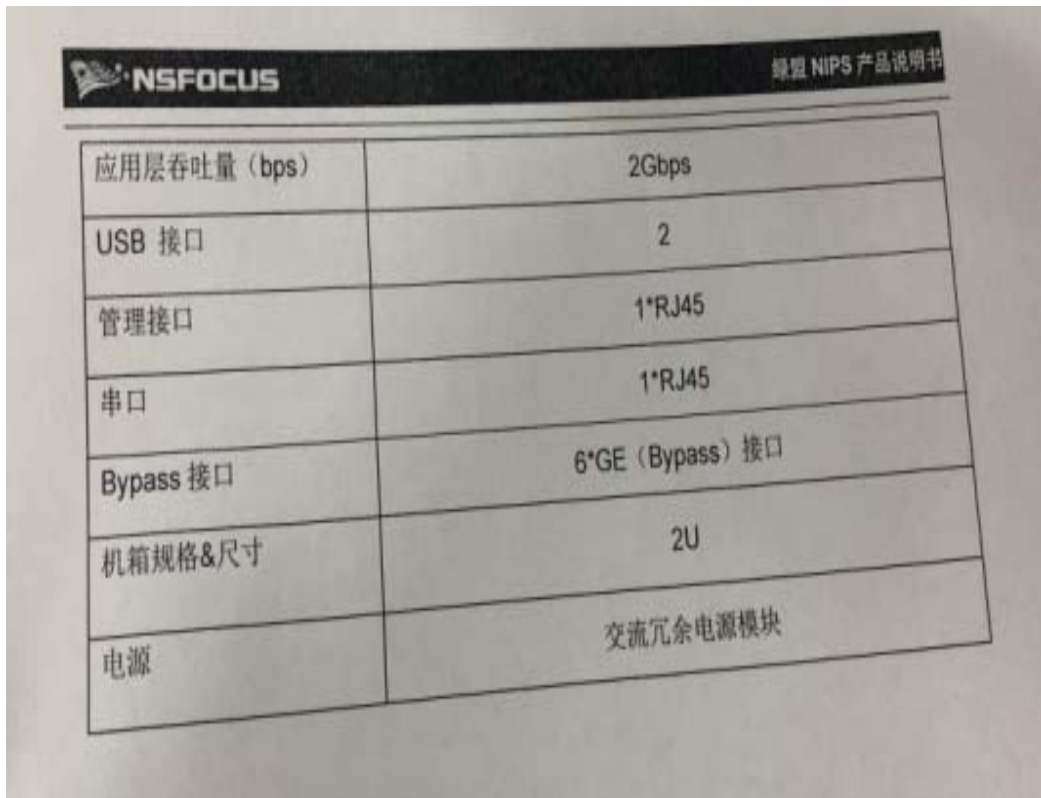 NSFOCUS 绿盟 NIPS 产品说明书
应用层吞吐量（bps） 2Gbps
USB 接口 2
管理接口 1*RJ45
串口 1*RJ45
Bypass 接口 6*GE（Bypass）接口
机箱规格&尺寸 2U
电源 交流冗余电源模块